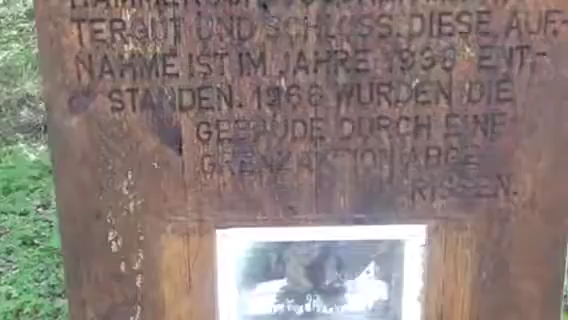 TERGUT UND SCHLOSS. DIESE AUF-
NAHME IST IM JAHRE 1936 ENT-
STANDEN. 1966 WURDEN DIE
GEBÄUDE DURCH EINE
GRENZAKTION ABGE
RISSEN.